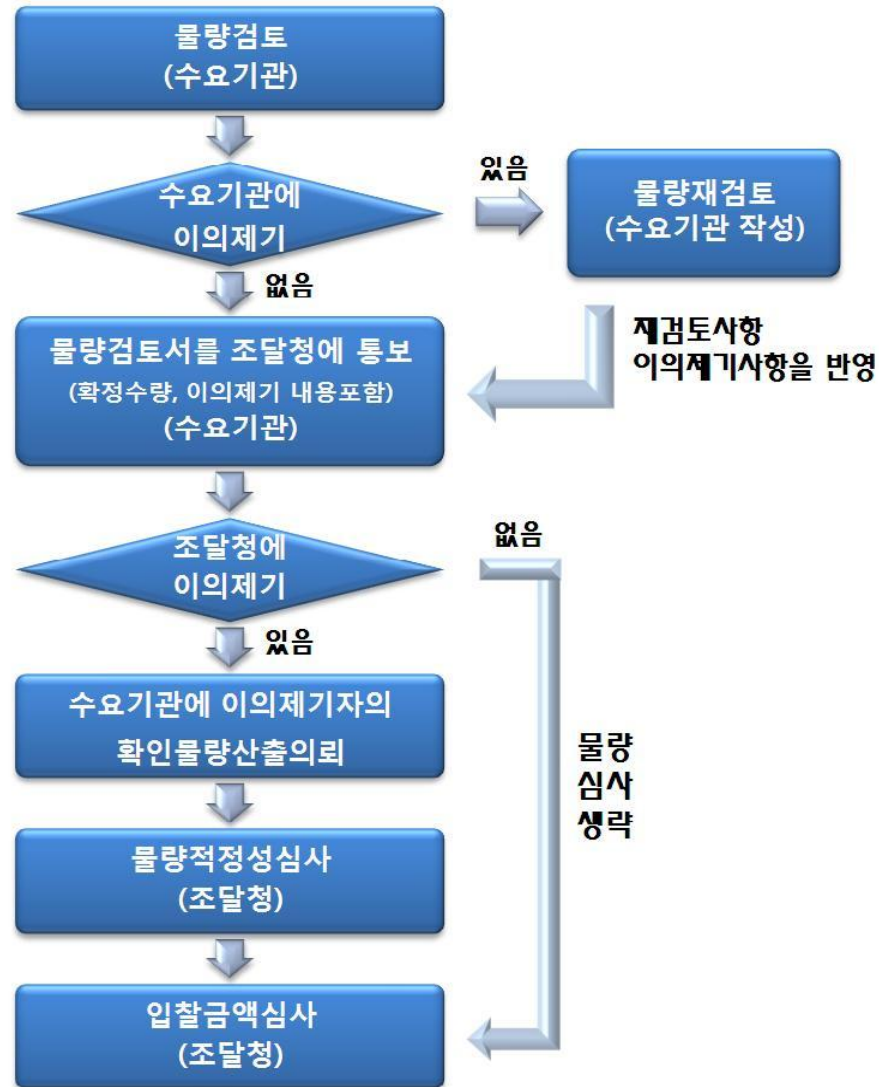 물량검토
(수요기관)
수요기관에
이의제기
있음
물량재검토
(수요기관 작성)
없음
재검토사항
이의제기사항을 반영
물량검토서를 조달청에 통보
(확정수량, 이의제기 내용포함)
(수요기관)
조달청에
이의제기
없음
있음
수요기관에 이의제기자의
확인물량산출의뢰
물량
심사
생략
물량적정성심사
(조달청)
입찰금액심사
(조달청)